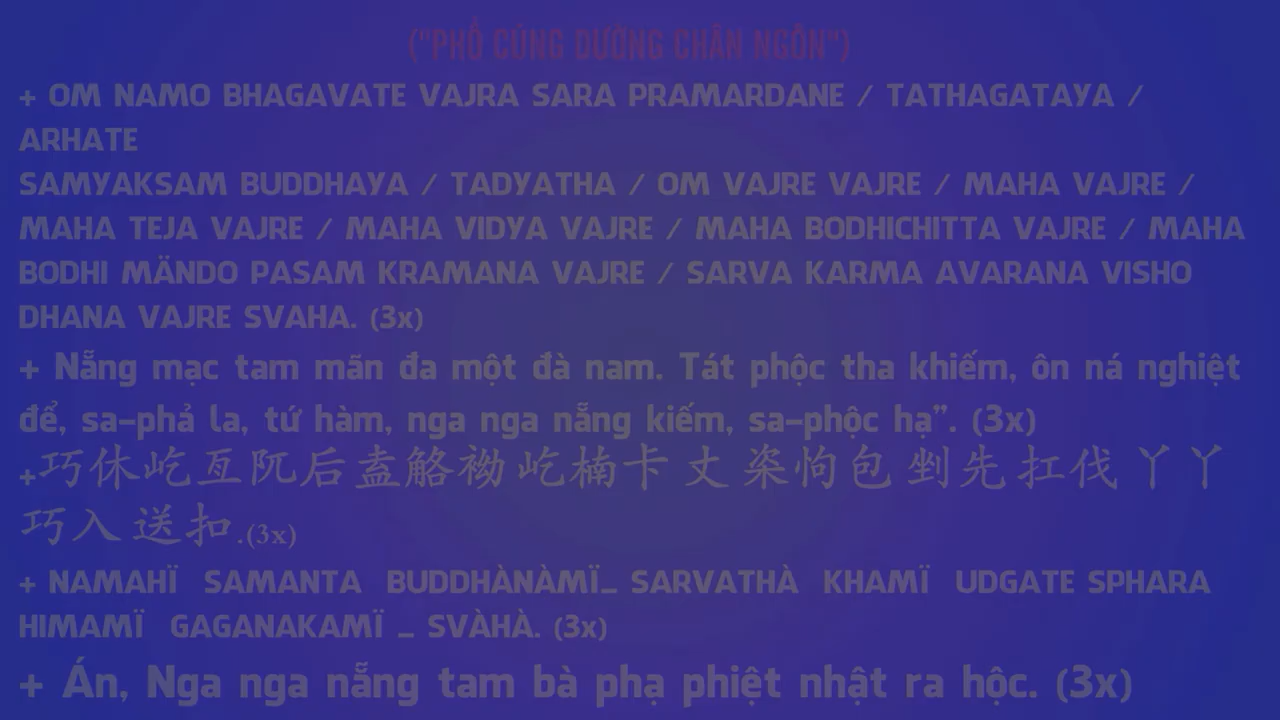 ("PHỔ CÚNG DƯỜNG CHÂN NGÔN")
+ OM NAMO BHAGAVATE VAJRA SARA PRAMARDANE / TATHAGATAYA /
ARHATE
SAMYAKSAM BUDDHAYA / TADYATHA / OM VAJRE VAJRE / MAHA VAJRE /
MAHA TEJA VAJRE / MAHA VIDYA VAJRE / MAHA BODHICHITTA VAJRE / MAHA
BODHI MÄNDO PASAM KRAMANA VAJRE / SARVA KARMA AVARANA VISHO
DHANA VAJRE SVAHA. (3x)
+ Nẵng mạc tam mãn đa một đà nam. Tát phộc tha khiếm, ôn ná nghiệt
để, sa-phả la, tứ hàm, nga nga nẵng kiếm, sa-phộc hạ”. (3x)
+巧休屹亙阢后盍觡袎屹楠卡丈粢怐包剉先扛伐丫丫
巧入送扣.(3x)
+ NAMAHÏ SAMANTA BUDDHÀNÀMÏ_ SARVATHÀ KHAMÏ UDGATE SPHARA
HIMAMÏ GAGANAKAMÏ _ SVÀHÀ. (3x)
+ Án, Nga nga nẵng tam bà phạ phiệt nhật ra hộc. (3x)